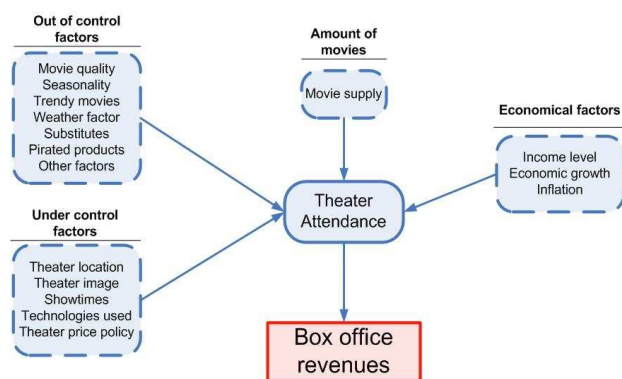 Out of control
factors
Movie quality
Seasonality
Trendy movies
Weather factor
Substitutes
Pirated products
Other factors
Amount of
movies
Movie supply
Economical factors
Income level
Economic growth
Inflation
Theater
Attendance
Under control
factors
Theater location
Theater image
Showtimes
Technologies used
Theater price policy
Box office
revenues